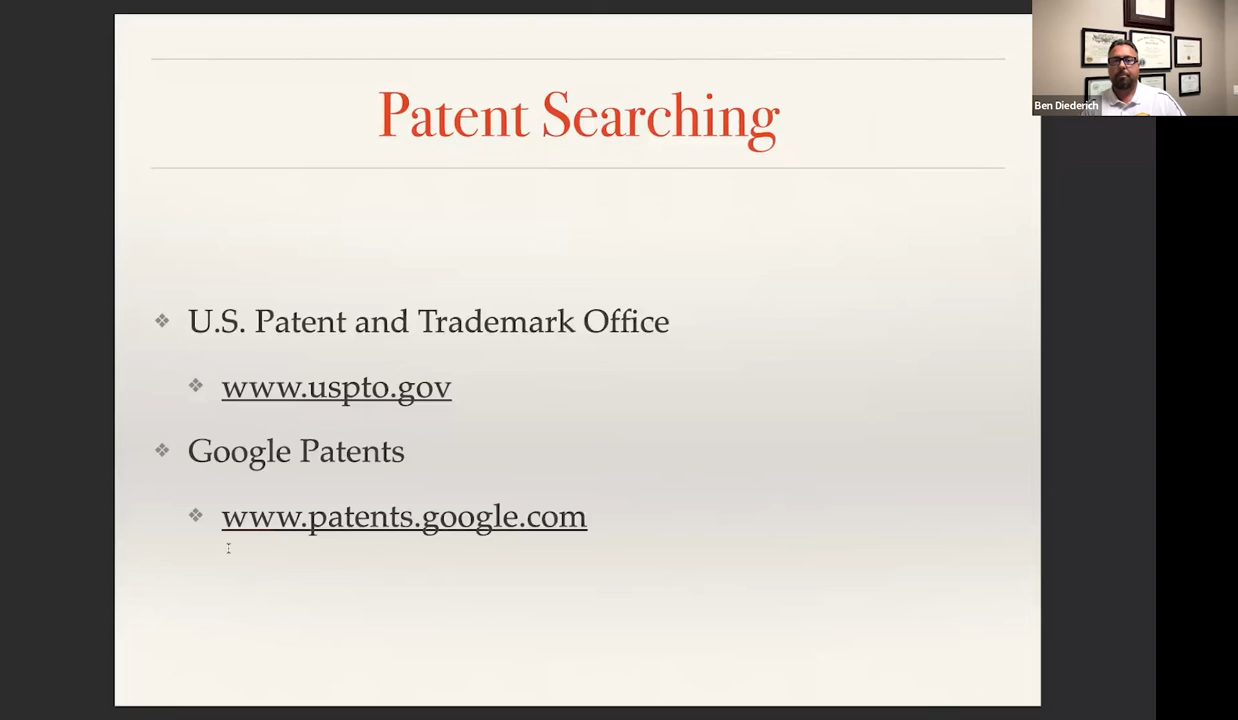 Patent Searching
U.S. Patent and Trademark Office
www.uspto.gov
Google Patents
www.patents.google.com
Ben Diederich